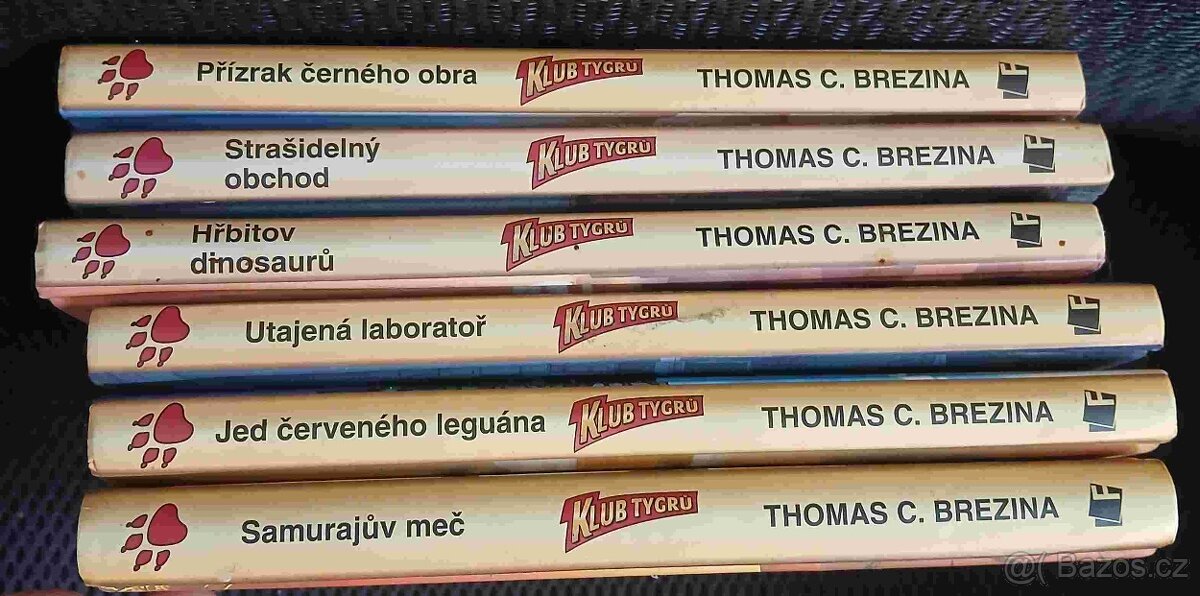 Přízrak černého obra KLUB TYGRŮ THOMAS C. BREZINA F
Strašidelný
obchod
KLUB TYGRŮ THOMAS C. BREZINA F
Hřbitov
dinosaurů
KLUB TYGRŮ THOMAS C. BREZINA F
Utajená laboratoř KLUB TYGRŮ THOMAS C. BREZINA F
Jed červeného leguána KLUB TYGRŮ THOMAS C. BREZINA F
Samurajův meč KLUB TYGRŮ THOMAS C. BREZINA F
@( Bazos.cz